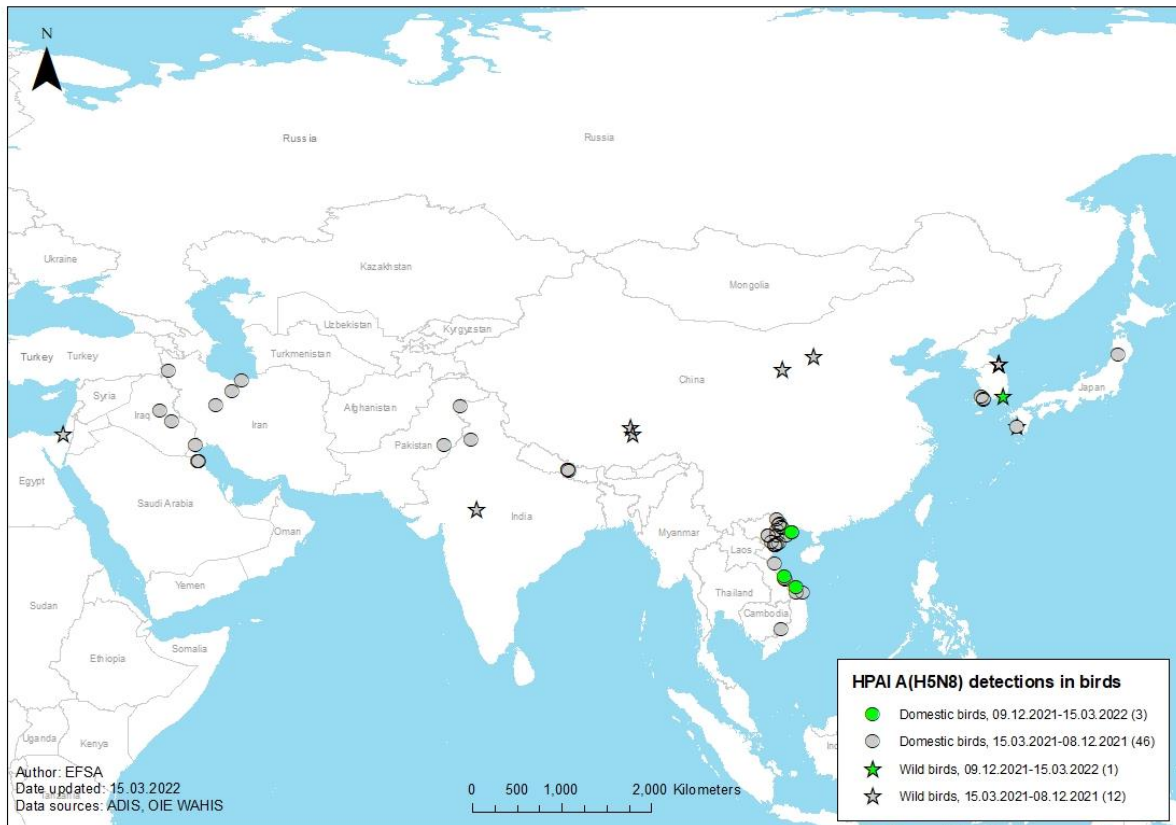 N
Russia
Russia
Ukraine
Kazakhstan
Mongolia
Uzbekistan
Kyrgyzstan
Turkey
Turkey
Turkmenistan
China
Japan
Syria
Afghanistan
Iraq
Iran
Pakistan
Egypt
Saudi Arabia
India
Myanmar
Oman
Laos
Yemen
Thailand
Sudan
Cambodia
Somalia
Ethiopia
Uganda
Kenya
Tanzania
Author: EFSA
Date updated: 15.03.2022
Data sources: ADIS, OIE WAHIS
0 500 1,000 2,000 Kilometers
HPAI A(H5N8) detections in birds
Domestic birds, 09.12.2021-15.03.2022 (3)
Domestic birds, 15.03.2021-08.12.2021 (46)
Wild birds, 09.12.2021-15.03.2022 (1)
Wild birds, 15.03.2021-08.12.2021 (12)